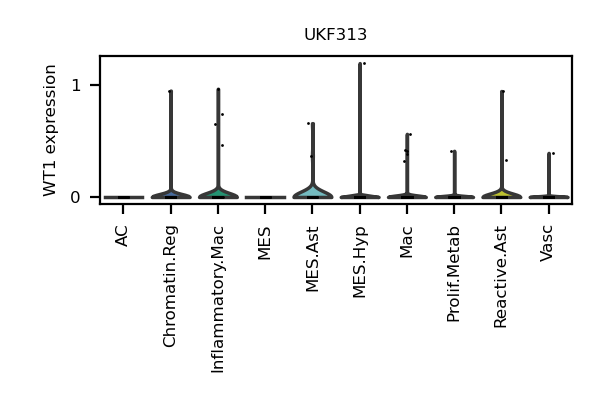 UKF313
WT1 expression
1
0
AC
Chromatin.Reg
Inflammatory.Mac
MES
MES.Ast
MES.Hyp
Mac
Prolif.Metab
Reactive.Ast
Vasc